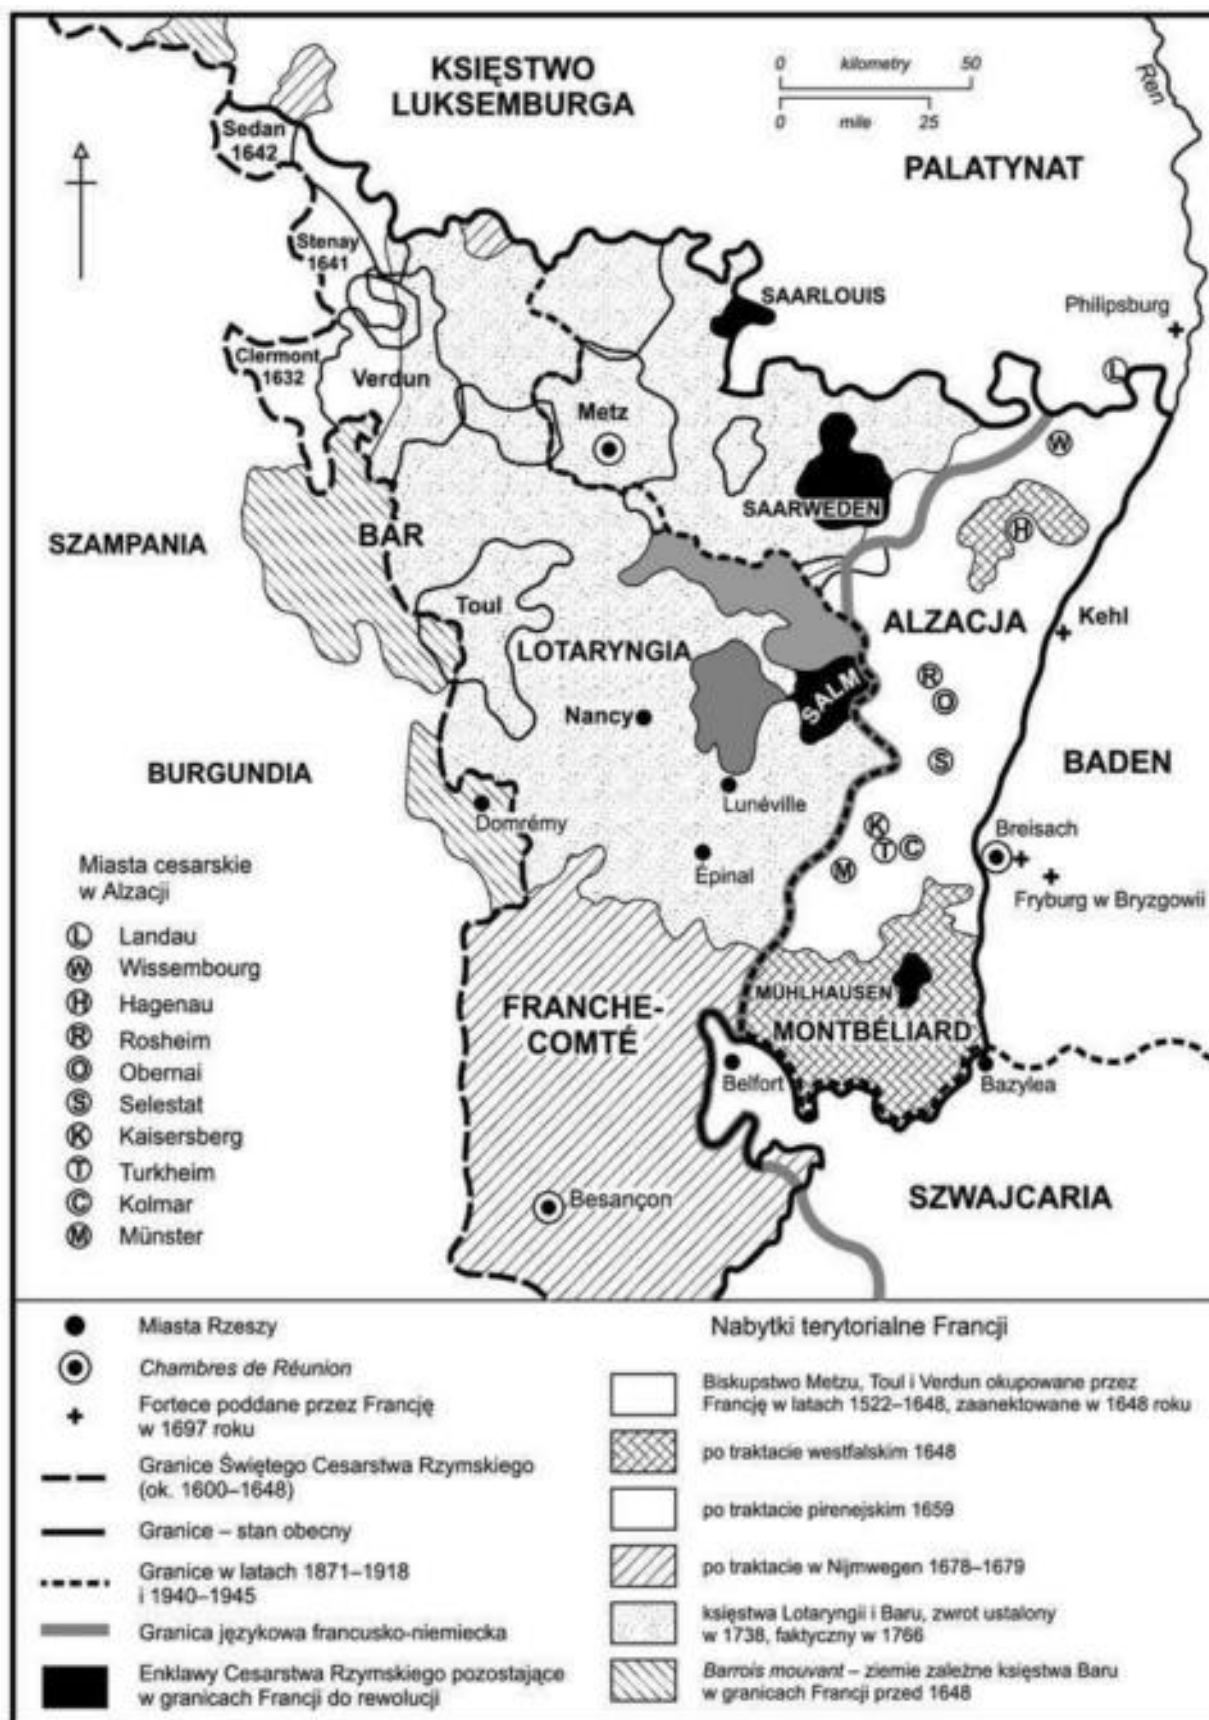 KSIĘSTWO
LUKSEMBURGA
0 kilometry 50
0 mile 25
Ren
PALATYNAT
Sedan
1642
Stenay
1641
SAARLOUIS
Philipsburg
Clermont
1632
Verdun
Metz
L
W
SAARWEDEN
H
SZAMPANIA
BAR
Toul
ALZACJA
Kehl
LOTARYNGIA
R
O
SALM
Nancy
S
BURGUNDIA
BADEN
Lunéville
Domrémy
K
T
C
M
Breisach
Épinal
Fryburg w Bryzgowii
Miasta cesarskie
w Alzacji
L Landau
W Wissembourg
H Hagenau
R Rosheim
O Obernai
S Selestat
K Kaisersberg
T Turkheim
C Kolmar
M Münster
FRANCHE-
COMTÉ
MÜHLHAUSEN
MONTBÉLIARD
Belfort
Bazylea
Besançon
SZWAJCARIA
Miasta Rzeszy
Chambres de Réunion
Fortece poddane przez Francję
w 1697 roku
Granice Świętego Cesarstwa Rzymskiego
(ok. 1600–1648)
Granice – stan obecny
Granice w latach 1871–1918
i 1940–1945
Granica językowa francusko-niemiecka
Enklawy Cesarstwa Rzymskiego pozostające
w granicach Francji do rewolucji
Nabytki terytorialne Francji
Biskupstwo Metzu, Toul i Verdun okupowane przez
Francję w latach 1522–1648, zaanektowane w 1648 roku
po traktacie westfalskim 1648
po traktacie pirenejskim 1659
po traktacie w Nijmwegen 1678–1679
księstwa Lotaryngii i Baru, zwrot ustalony
w 1738, faktyczny w 1766
Barrois mouvant – ziemie zależne księstwa Baru
w granicach Francji przed 1648